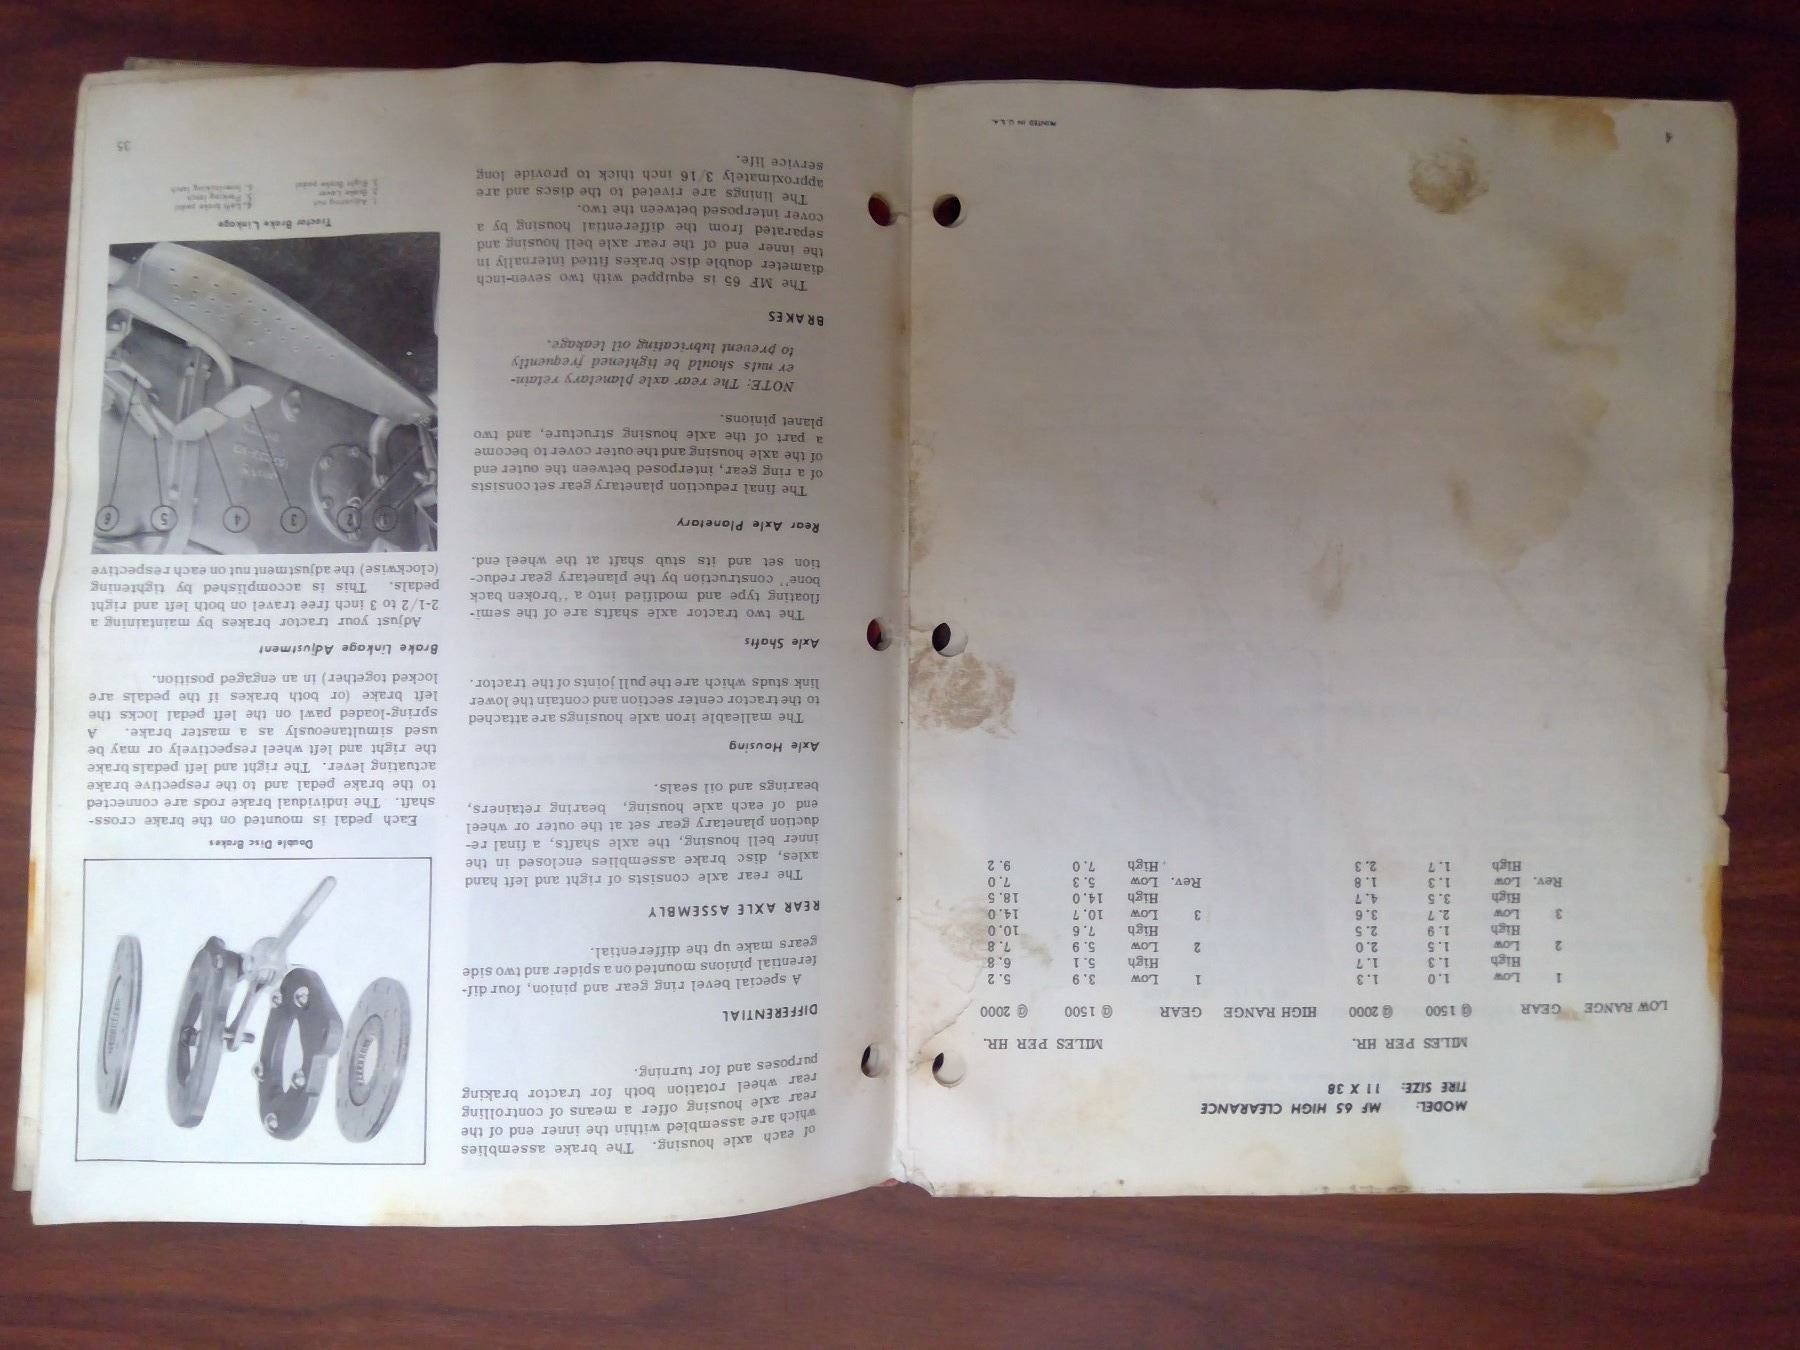 MODEL: MF 65 HIGH CLEARANCE
TIRE SIZE: 11 X 38
MILES PER HR. MILES PER HR.
LOW RANGE GEAR @ 1500 @ 2000 HIGH RANGE GEAR @ 1500 @ 2000
1 Low 1.0 1.3 1 Low 3.9 5.2
High 1.3 1.7 High 5.1 6.8
2 Low 1.5 2.0 2 Low 5.9 7.8
High 1.9 2.5 High 7.6 10.0
3 Low 2.7 3.6 3 Low 10.7 14.0
High 3.5 4.7 High 14.0 18.5
Rev. Low 1.3 1.8 Rev. Low 5.3 7.0
High 1.7 2.3 High 7.0 9.2
4
PRINTED IN U.S.A.
of each axle housing. The brake assemblies
which are assembled within the inner end of the
rear axle housing offer a means of controlling
rear wheel rotation both for tractor braking
purposes and for turning.
DIFFERENTIAL
A special bevel ring gear and pinion, four dif-
ferential pinions mounted on a spider and two side
gears make up the differential.
REAR AXLE ASSEMBLY
The rear axle consists of right and left hand
axles, disc brake assemblies enclosed in the
inner bell housing, the axle shafts, a final re-
duction planetary gear set at the outer or wheel
end of each axle housing, bearing retainers,
bearings and oil seals.
Axle Housing
The malleable iron axle housings are attached
to the tractor center section and contain the lower
link studs which are the pull joints of the tractor.
Axle Shafts
The two tractor axle shafts are of the semi-
floating type and modified into a "broken back
bone" construction by the planetary gear reduc-
tion set and its stub shaft at the wheel end.
Rear Axle Planetary
The final reduction planetary gear set consists
of a ring gear, interposed between the outer end
of the axle housing and the outer cover to become
a part of the axle housing structure, and two
planet pinions.
NOTE: The rear axle planetary retain-
er nuts should be tightened frequently
to prevent lubricating oil leakage.
BRAKES
The MF 65 is equipped with two seven-inch
diameter double disc brakes fitted internally in
the inner end of the rear axle bell housing and
separated from the differential housing by a
cover interposed between the two.
The linings are riveted to the discs and are
approximately 3/16 inch thick to provide long
service life.
Double Disc Brakes
Each pedal is mounted on the brake cross-
shaft. The individual brake rods are connected
to the brake pedal and to the respective brake
actuating lever. The right and left pedals brake
the right and left wheel respectively or may be
used simultaneously as a master brake. A
spring-loaded pawl on the left pedal locks the
left brake (or both brakes if the pedals are
locked together) in an engaged position.
Brake Linkage Adjustment
Adjust your tractor brakes by maintaining a
2-1/2 to 3 inch free travel on both left and right
pedals. This is accomplished by tightening
(clockwise) the adjustment nut on each respective
1 2 3 4 5 6
Tractor Brake Linkage
1. Adjusting nut 4. Left brake pedal
2. Brake Lever 5. Parking latch
3. Right Brake pedal 6. Interlocking latch
35